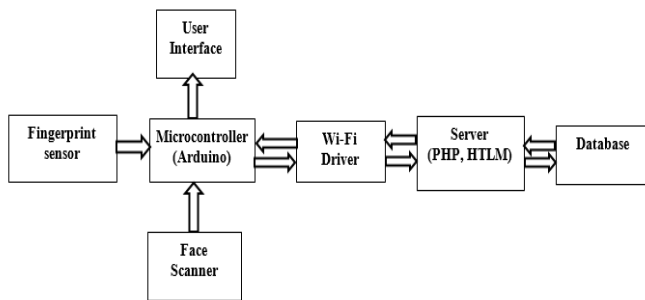 User
Interface
Fingerprint
sensor
Microcontroller
(Arduino)
Wi-Fi
Driver
Server
(PHP, HTLM)
Database
Face
Scanner